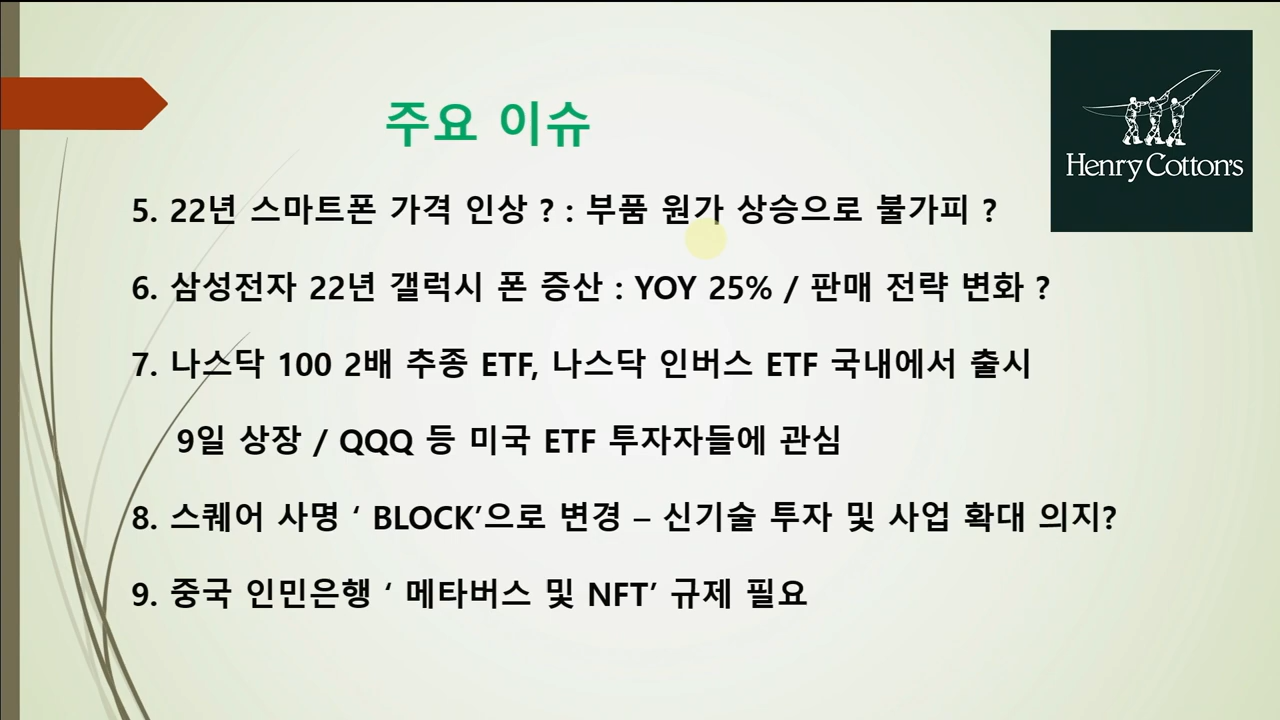 주요 이슈
Henry Cotton's
5. 22년 스마트폰 가격 인상 ? : 부품 원가 상승으로 불가피 ?
6. 삼성전자 22년 갤럭시 폰 증산 : YOY 25% / 판매 전략 변화 ?
7. 나스닥 100 2배 추종 ETF, 나스닥 인버스 ETF 국내에서 출시
9일 상장 / QQQ 등 미국 ETF 투자자들에 관심
8. 스퀘어 사명 ‘ BLOCK’으로 변경 – 신기술 투자 및 사업 확대 의지?
9. 중국 인민은행 ‘ 메타버스 및 NFT’ 규제 필요